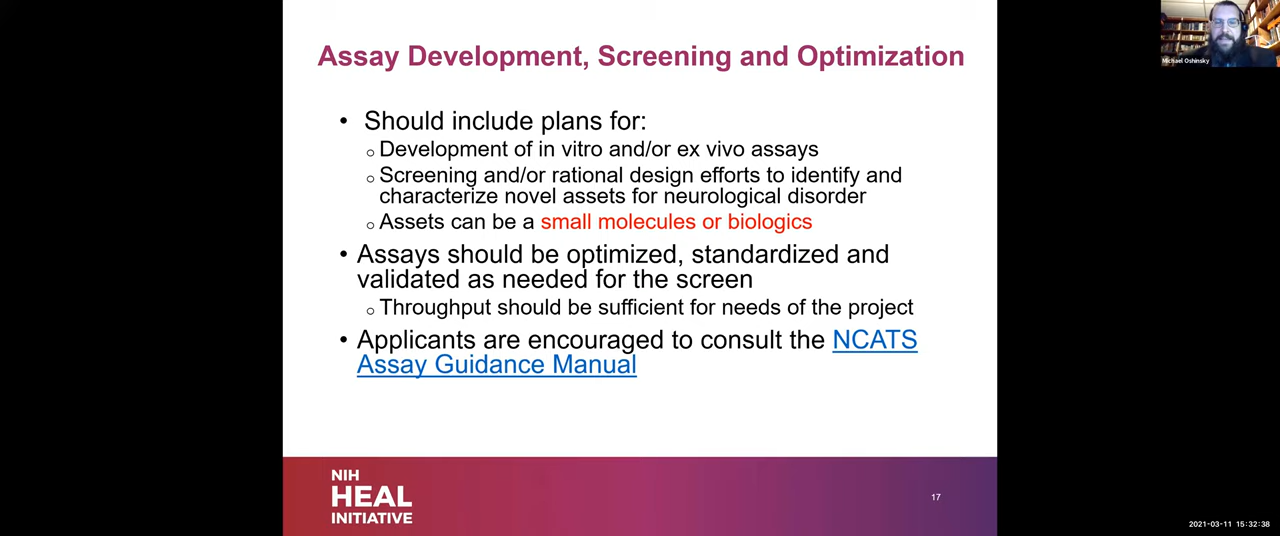 Assay Development, Screening and Optimization
Michael Oshinsky
• Should include plans for:
o Development of in vitro and/or ex vivo assays
o Screening and/or rational design efforts to identify and
characterize novel assets for neurological disorder
o Assets can be a small molecules or biologics
• Assays should be optimized, standardized and
validated as needed for the screen
o Throughput should be sufficient for needs of the project
• Applicants are encouraged to consult the NCATS
Assay Guidance Manual
NIH
HEAL
INITIATIVE
17
2021-03-11 15:32:38